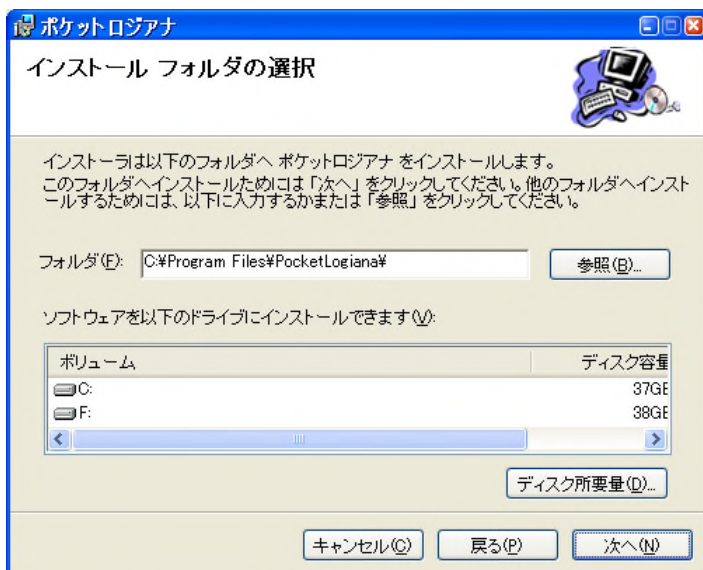 ポケットロジアナ
インストール フォルダの選択
インストーラは以下のフォルダへ ポケットロジアナ をインストールします。
このフォルダへインストールためには「次へ」をクリックしてください。他のフォルダへインスト
ールするためには、以下に入力するかまたは「参照」をクリックしてください。
フォルダ(F): C:¥Program Files¥PocketLogiana¥ 参照(B)...
ソフトウェアを以下のドライブにインストールできます(V):
ボリューム ディスク容量
C: 37GB
F: 38GB
ディスク所要量(D)...
キャンセル(C) 戻る(P) 次へ(N)